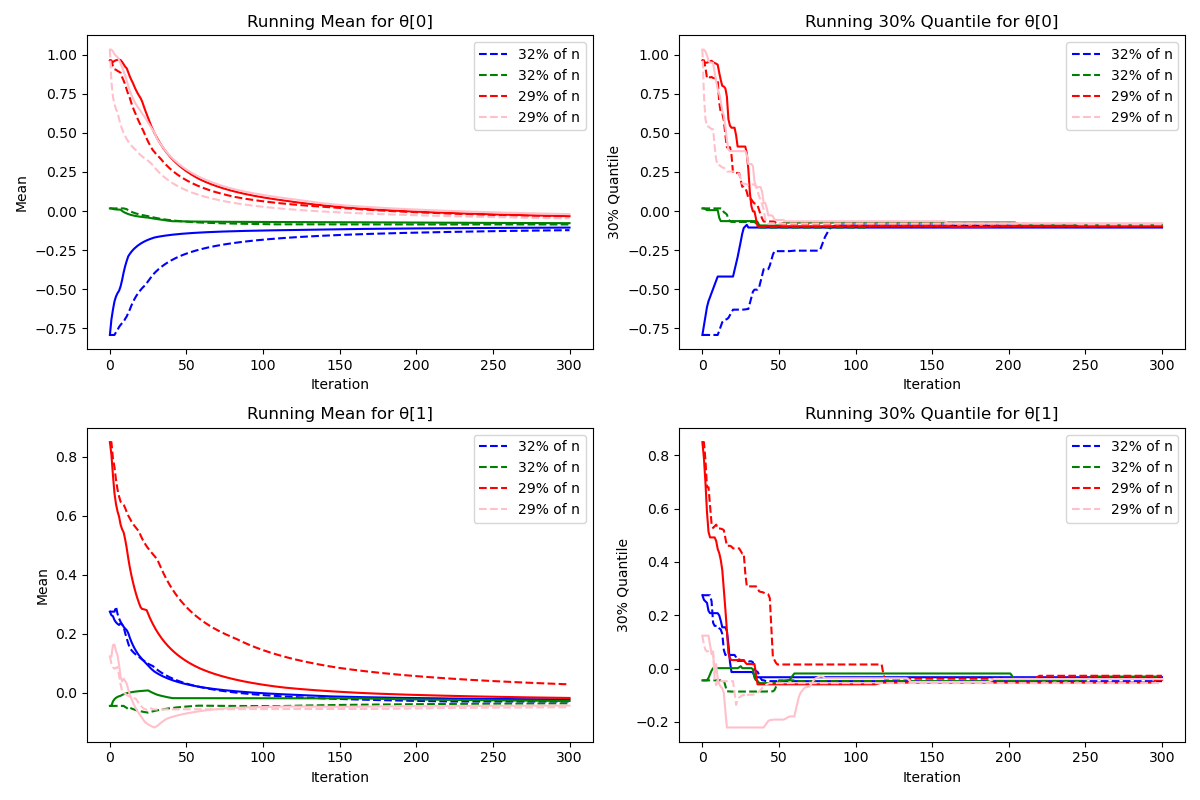 Running Mean for θ[0]
1.00
0.75
0.50
0.25
0.00
−0.25
−0.50
−0.75
Mean
0 50 100 150 200 250 300
Iteration
32% of n
32% of n
29% of n
29% of n
Running 30% Quantile for θ[0]
1.00
0.75
0.50
0.25
0.00
−0.25
−0.50
−0.75
30% Quantile
0 50 100 150 200 250 300
Iteration
32% of n
32% of n
29% of n
29% of n
Running Mean for θ[1]
0.8
0.6
0.4
0.2
0.0
Mean
0 50 100 150 200 250 300
Iteration
32% of n
32% of n
29% of n
29% of n
Running 30% Quantile for θ[1]
0.8
0.6
0.4
0.2
0.0
−0.2
30% Quantile
0 50 100 150 200 250 300
Iteration
32% of n
32% of n
29% of n
29% of n